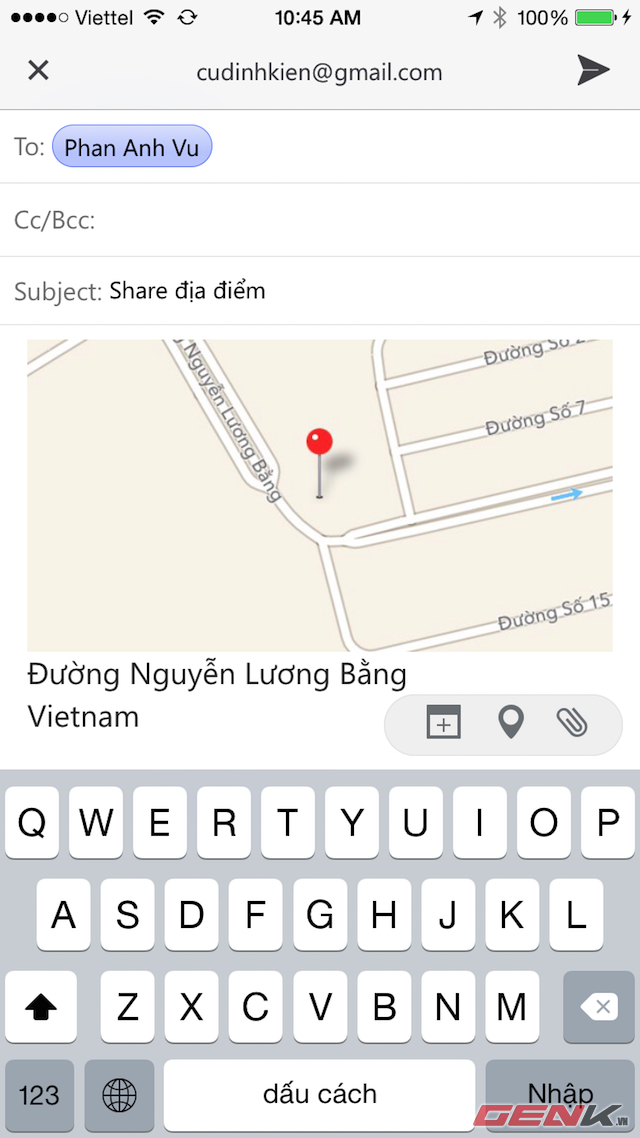 Viettel 10:45 AM 100%
cudinhkien@gmail.com
To: Phan Anh Vu
Cc/Bcc:
Subject: Share địa điểm
Nguyễn Lương Bằng
Đường Số 2
Đường Số 7
Đường Số 15
Đường Nguyễn Lương Bằng
Vietnam
Q W E R T Y U I O P
A S D F G H J K L
Z X C V B N M
123 dấu cách Nhập
GENK.VN